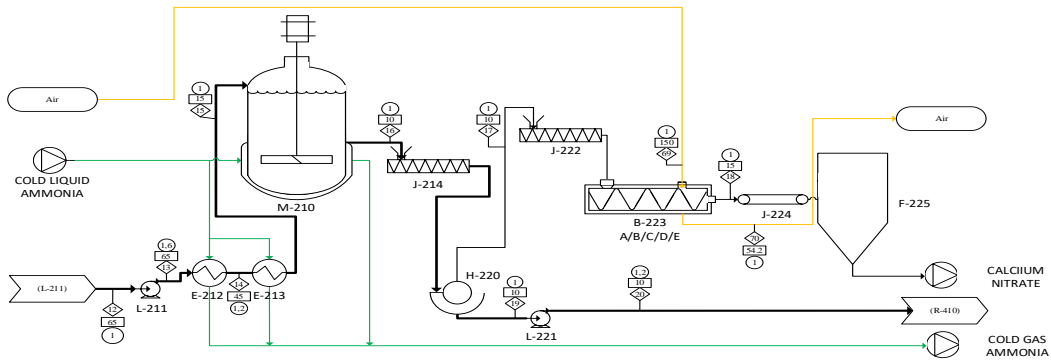 Air
COLD LIQUID
AMMONIA
(L-211)
12
65
1
L-211
1,6
65
13
E-212
14
45
1,2
E-213
1
15
15
M-210
1
10
16
J-214
1
10
17
H-220
1
10
19
L-221
1,2
10
20
J-222
1
150
69
B-223
A/B/C/D/E
1
15
18
J-224
70
54.2
1
Air
F-225
CALCIIUM
NITRATE
(R-410)
COLD GAS
AMMONIA